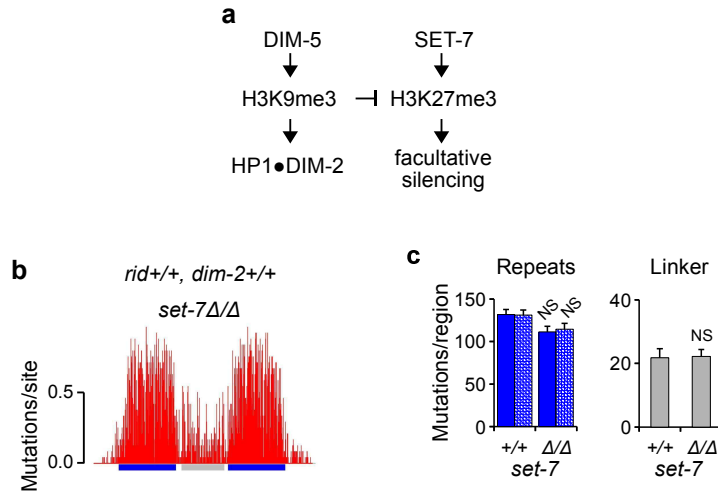 a
DIM-5 SET-7
H3K9me3 H3K27me3
HP1●DIM-2 facultative
silencing
b
rid+/+, dim-2+/+
set-7Δ/Δ
Mutations/site
0.5
0.0
c
Repeats
Mutations/region
150
100
50
0
NS NS
+/+ Δ/Δ
set-7
Linker
40
20
0
NS
+/+ Δ/Δ
set-7